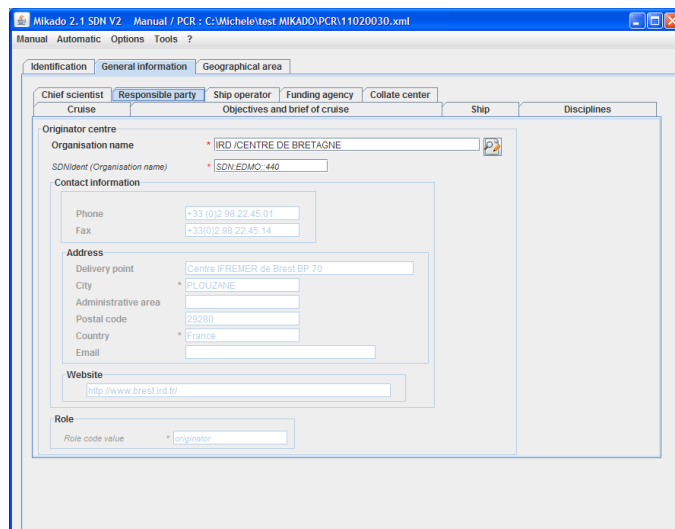 Mikado 2.1 SDN V2 Manual / PCR : C:\Michele\test MIKADO\PCR\11020030.xml
Manual Automatic Options Tools ?
Identification General information Geographical area
Chief scientist Responsible party Ship operator Funding agency Collate center
Cruise Objectives and brief of cruise Ship Disciplines
Originator centre
Organisation name * IRD /CENTRE DE BRETAGNE
SDNIdent (Organisation name) * SDN:EDMO::440
Contact information
Phone +33 (0)2 98.22.45.01
Fax +33(0)2 98.22.45.14
Address
Delivery point Centre IFREMER de Brest BP 70
City * PLOUZANE
Administrative area
Postal code 29280
Country * France
Email
Website
http://www.brest.ird.fr/
Role
Role code value * originator